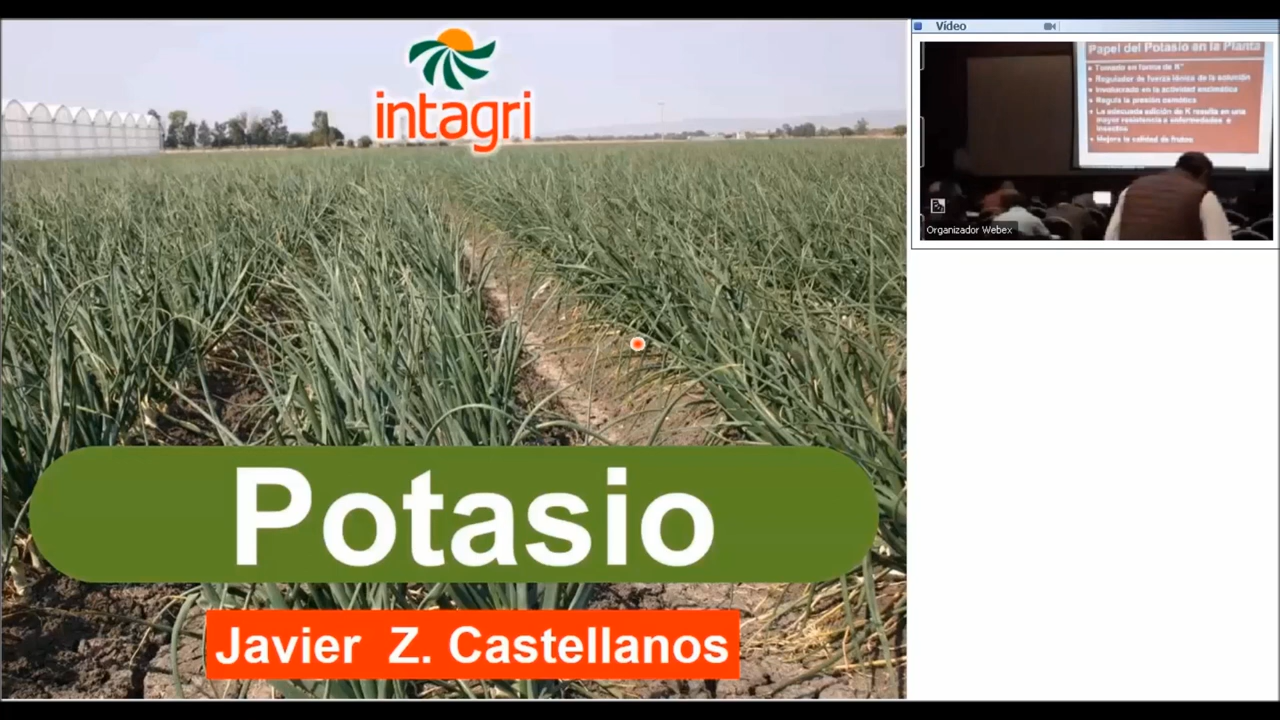 intagri
Potasio
Javier Z. Castellanos
Vídeo
Papel del Potasio en la Planta
Tomado en forma de K+
Regulador de fuerza iónica de la solución
Involucrado en la actividad enzimática
Regula la presión osmótica
La adecuada adición de K resulta en una
mayor resistencia a enfermedades e
insectos
Mejora la calidad de frutos
Organizador Webex